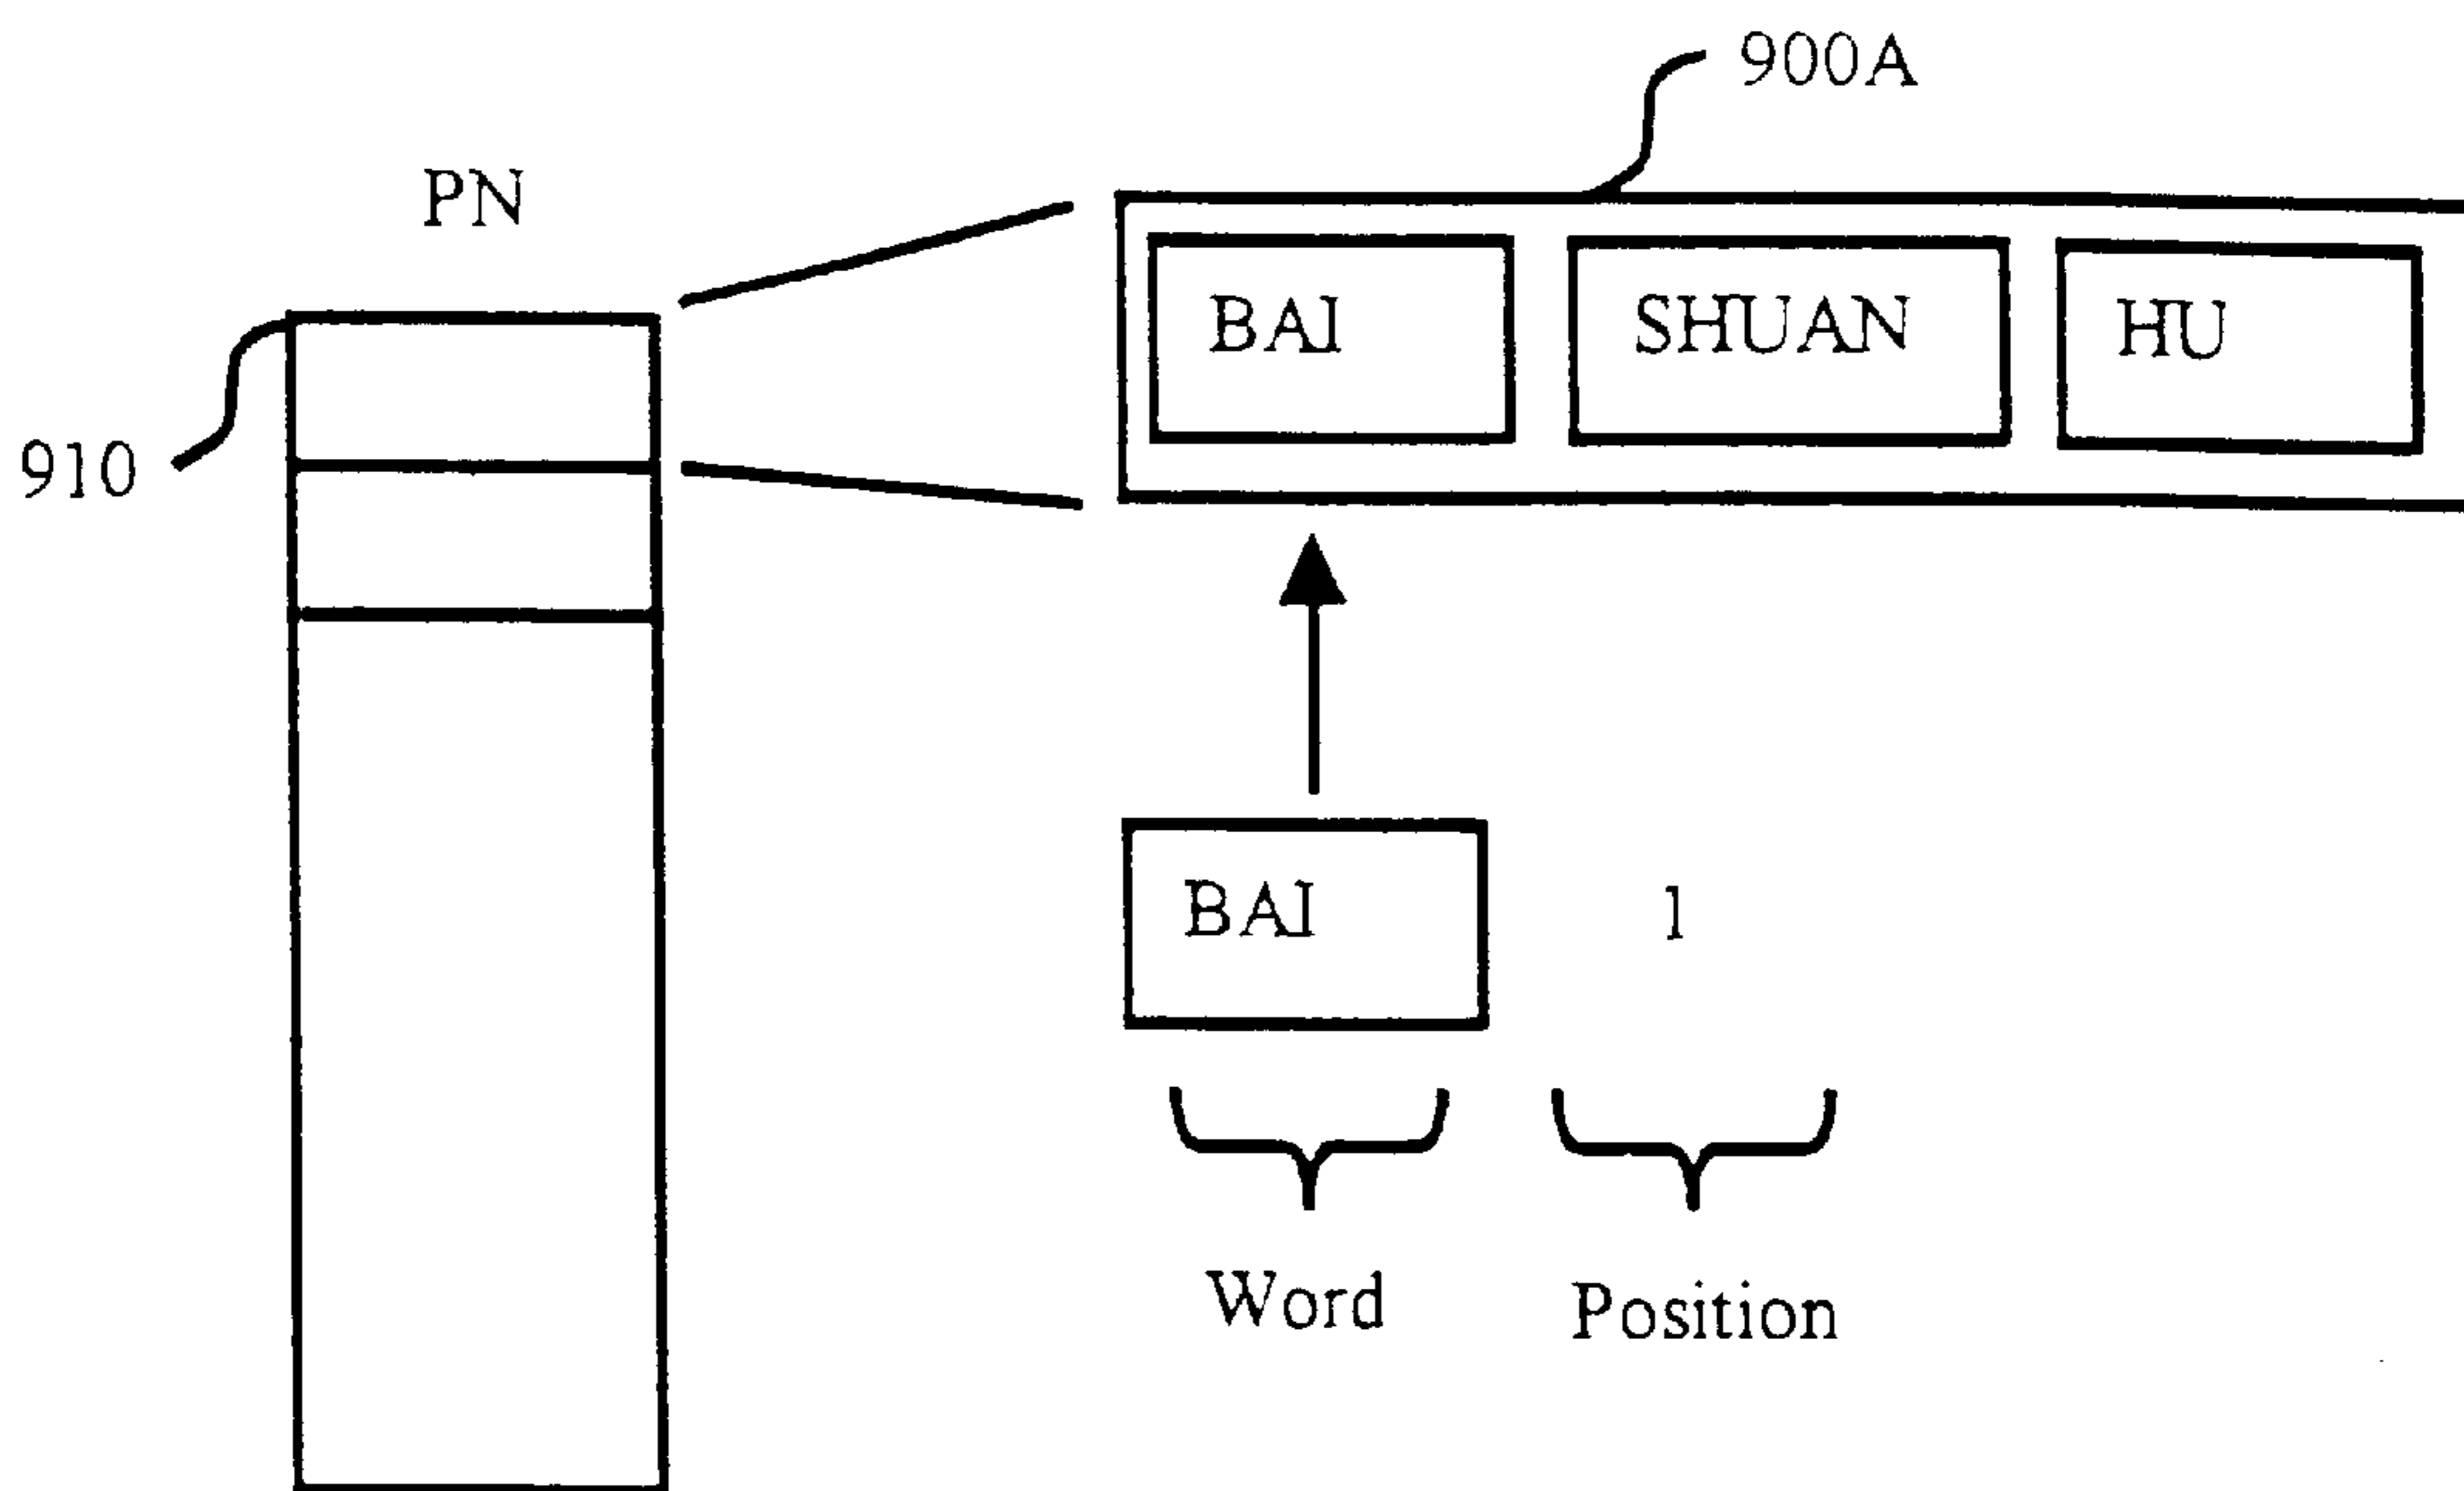 900A
PN
BAI SHUAN HU
910
BAI 1
Word Position